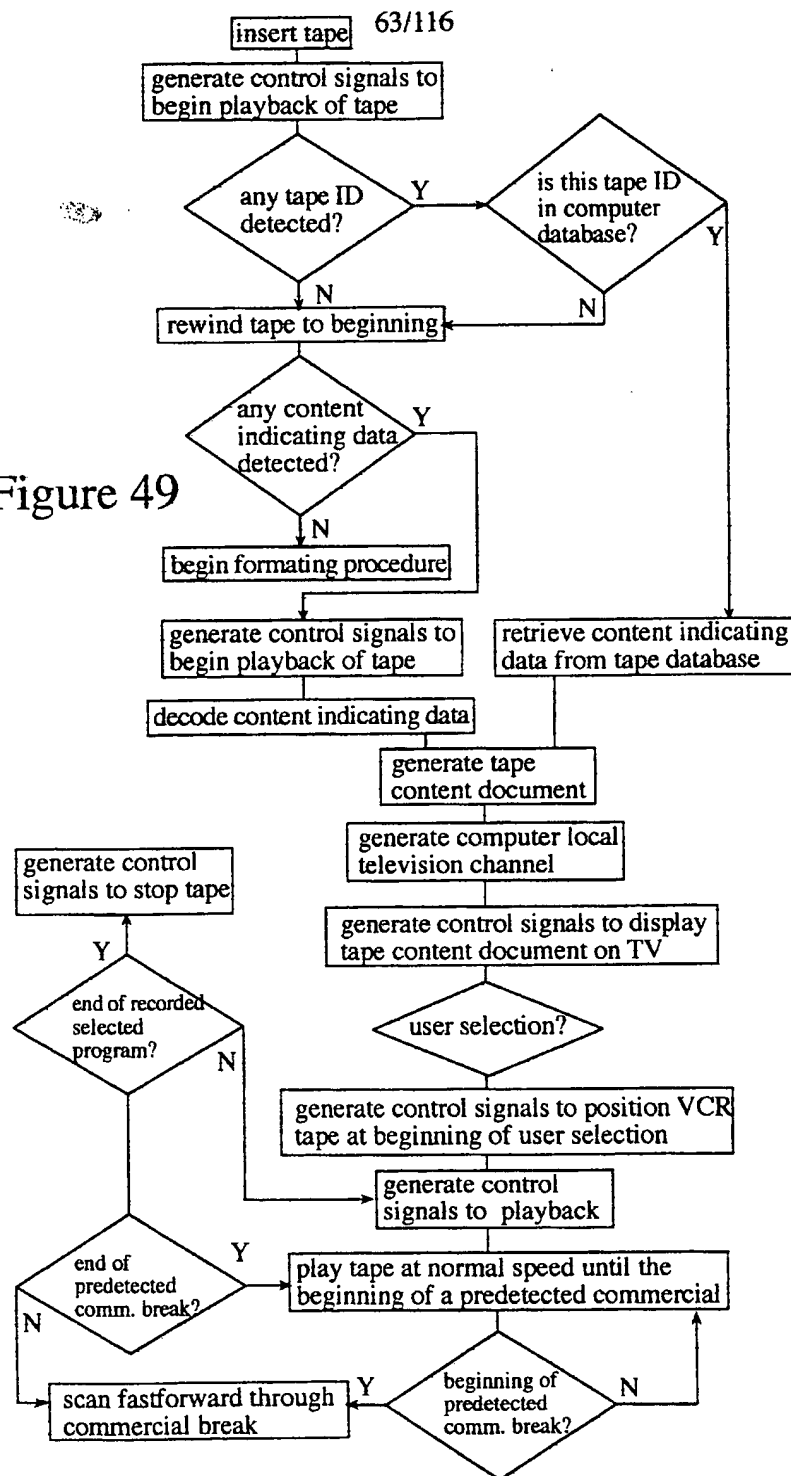 63/116
insert tape
generate control signals to
begin playback of tape
any tape ID
detected?
Y
is this tape ID
in computer
database?
Y
N
N
rewind tape to beginning
any content
indicating data
detected?
Y
Figure 49
N
begin formating procedure
generate control signals to
begin playback of tape
retrieve content indicating
data from tape database
decode content indicating data
generate tape
content document
generate computer local
television channel
generate control
signals to stop tape
generate control signals to display
tape content document on TV
Y
end of recorded
selected
program?
N
user selection?
generate control signals to position VCR
tape at beginning of user selection
generate control
signals to playback
end of
predetected
comm. break?
Y
N
play tape at normal speed until the
beginning of a predetected commercial
scan fastforward through
commercial break
Y
beginning of
predetected
comm. break?
N